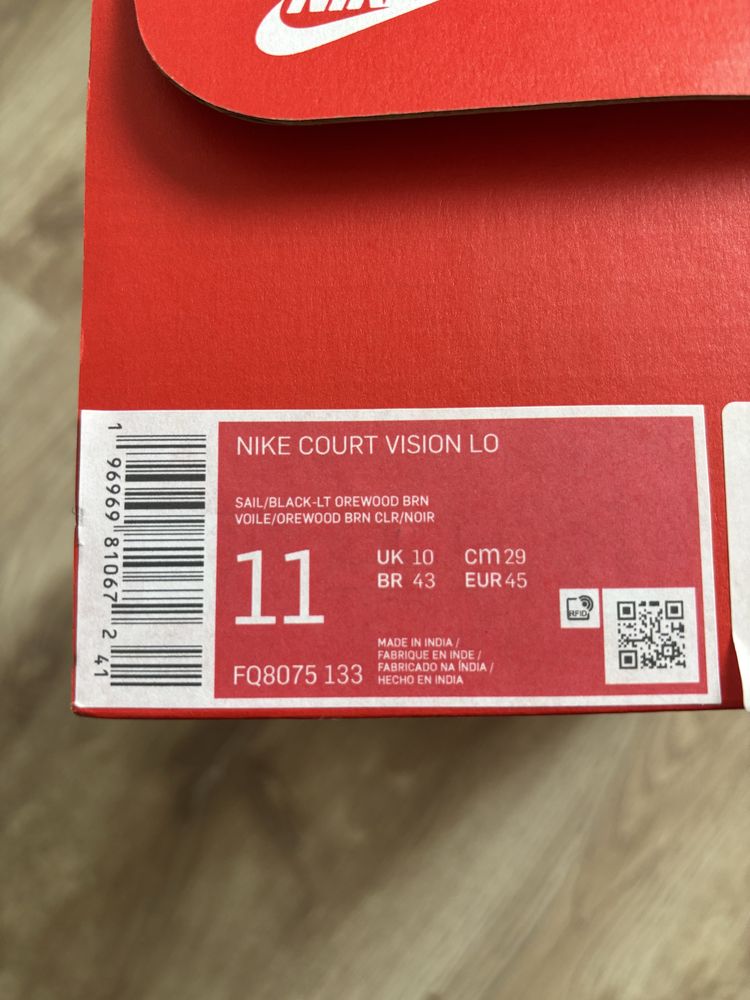 NIKE
NIKE COURT VISION LO
SAIL/BLACK-LT OREWOOD BRN
VOILE/OREWOOD BRN CLR/NOIR
11
UK 10 cm 29
BR 43 EUR 45
FQ8075 133
MADE IN INDIA /
FABRIQUE EN INDE /
FABRICADO NA ÍNDIA /
HECHO EN INDIA
RFID
1 96969 81067 2 41